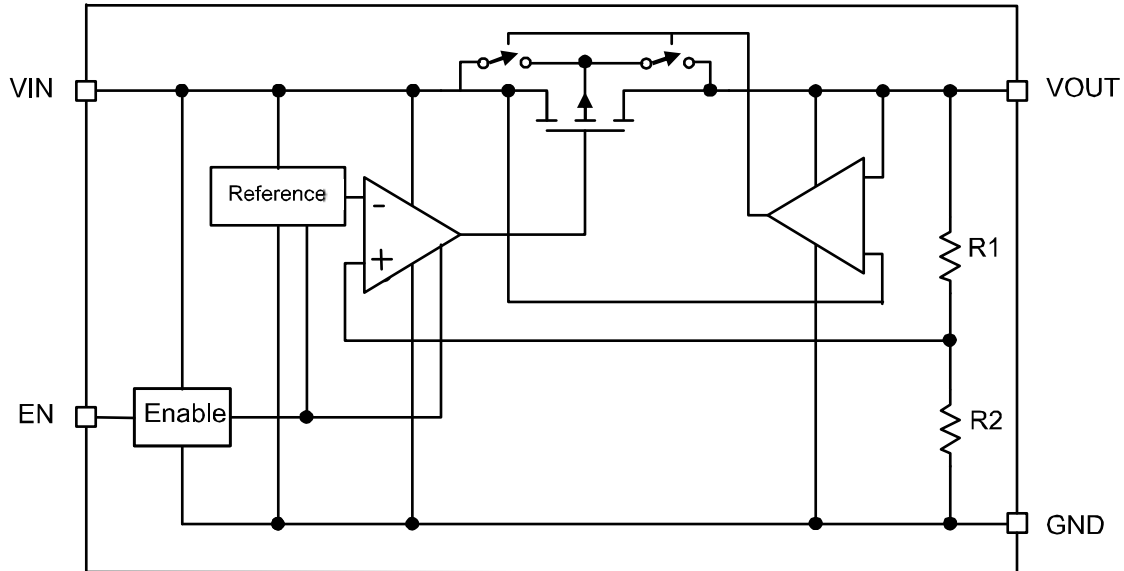 VIN
VOUT
Reference
-
+
R1
EN
Enable
R2
GND